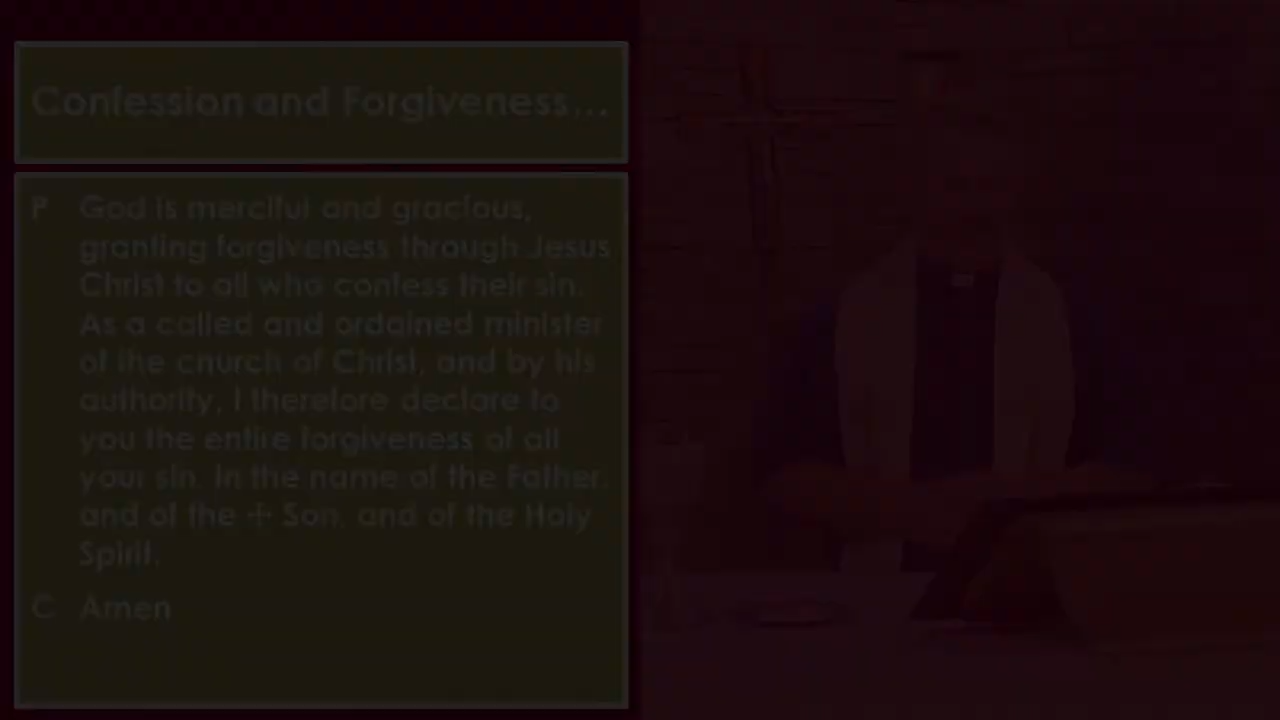 Confession and Forgiveness...
P God is merciful and gracious,
granting forgiveness through Jesus
Christ to all who confess their sin.
As a called and ordained minister
of the church of Christ, and by his
authority, I therefore declare to
you the entire forgiveness of all
your sin. In the name of the Father,
and of the + Son, and of the Holy
Spirit.
C Amen